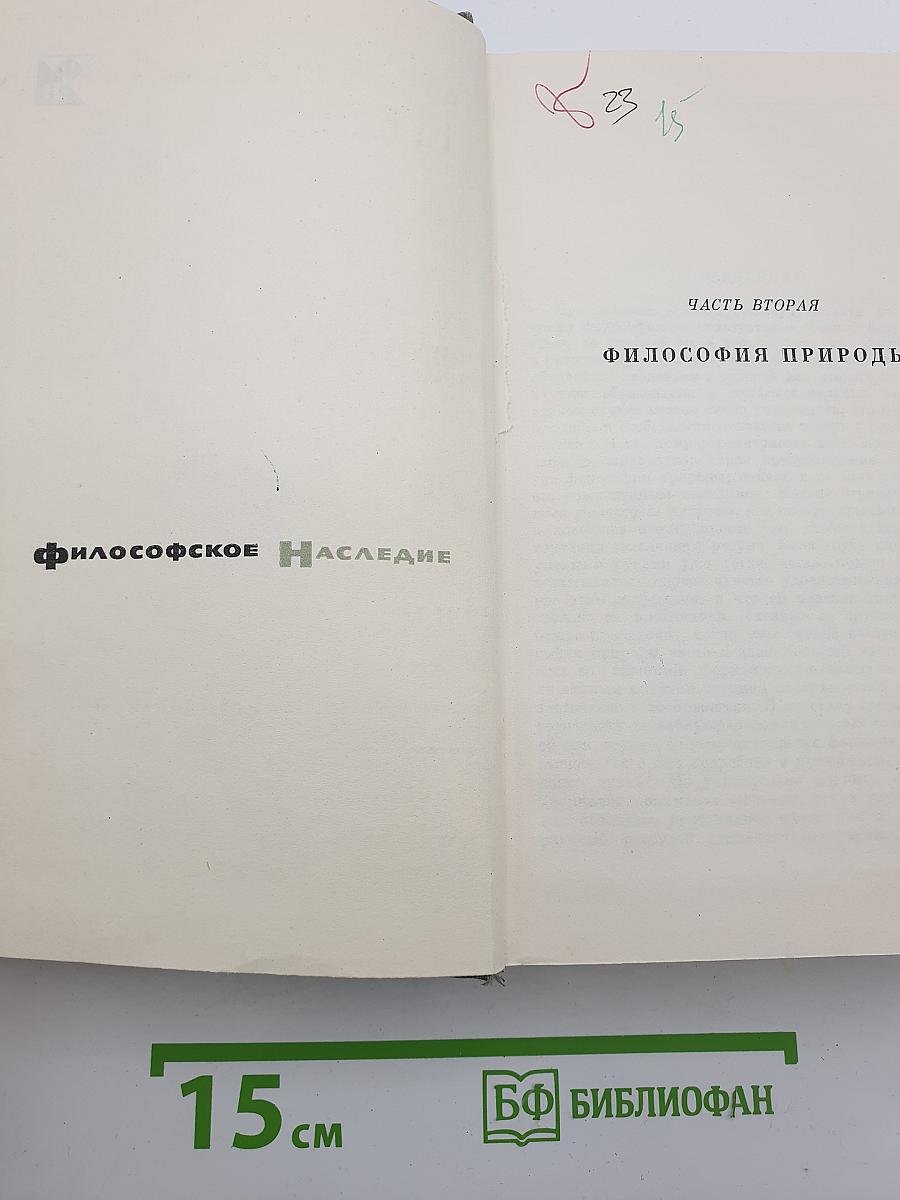 23 15
ЧАСТЬ ВТОРАЯ
ФИЛОСОФИЯ ПРИРОДЫ
ФИЛОСОФСКОЕ НАСЛЕДИЕ
15 см
БФ БИБЛИОФАН